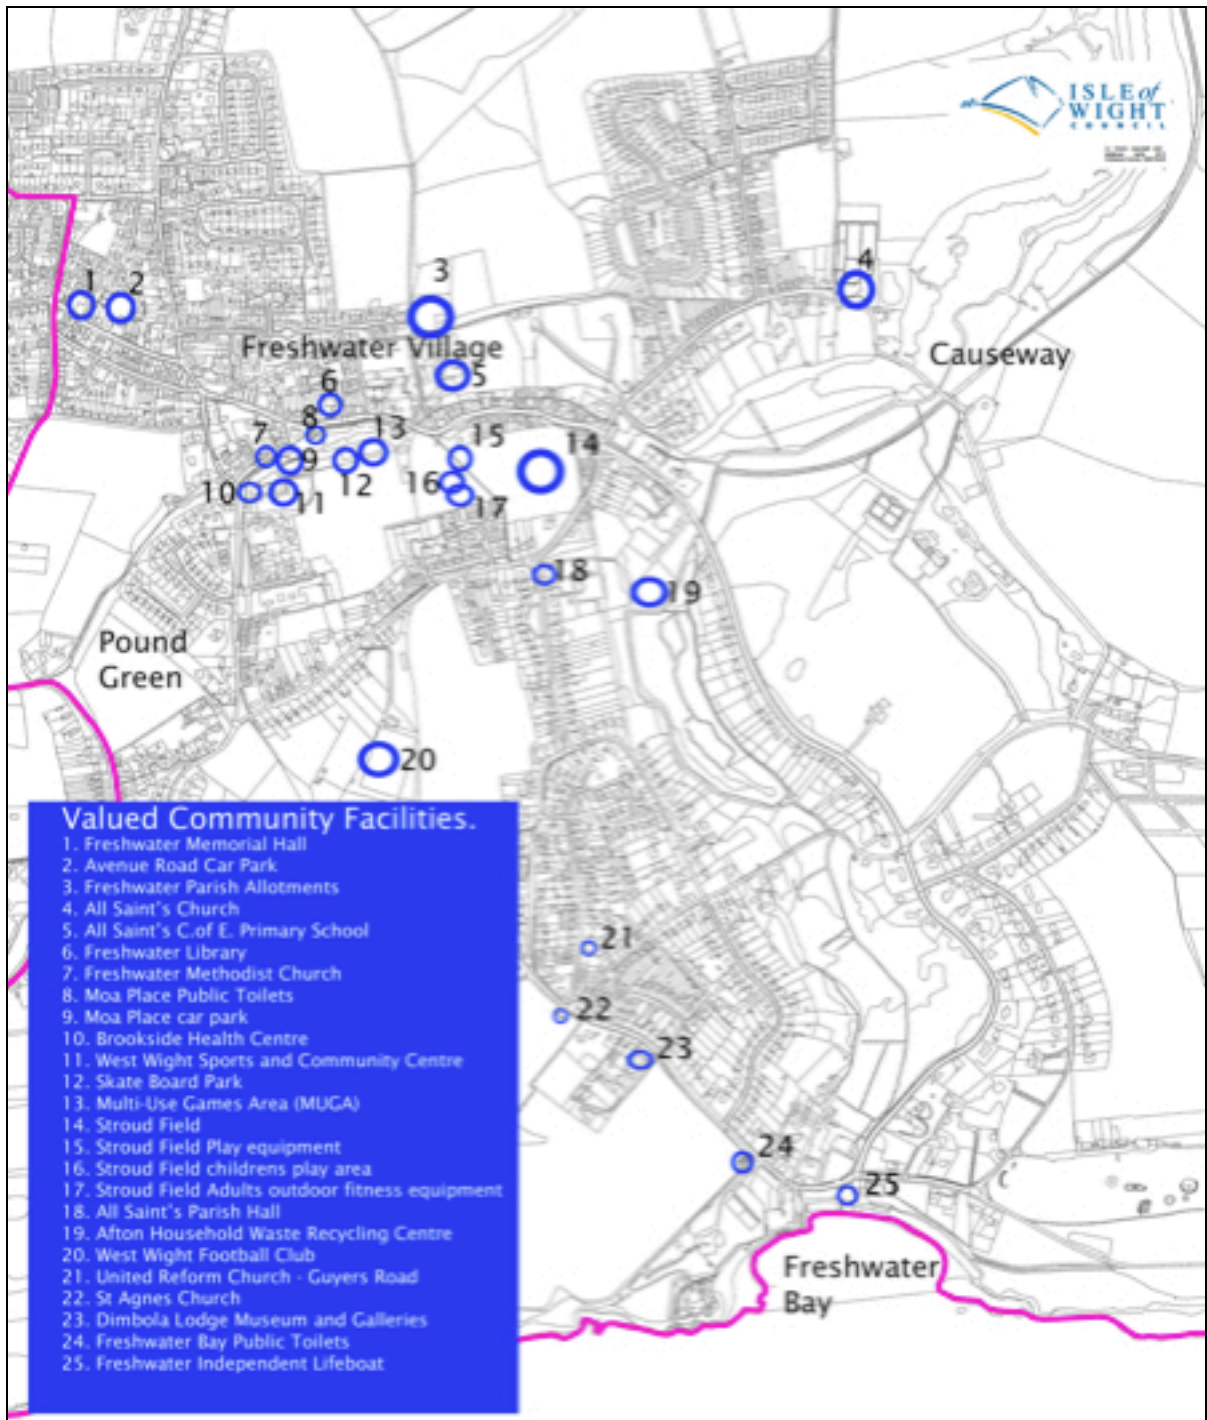 ISLE of
WIGHT
COUNCIL
1
2
3
4
Freshwater Village
Causeway
5
6
7
8
9
10
11
12
13
14
15
16
17
18
19
Pound
Green
20
21
22
23
24
25
Freshwater
Bay
Valued Community Facilities.
1. Freshwater Memorial Hall
2. Avenue Road Car Park
3. Freshwater Parish Allotments
4. All Saint's Church
5. All Saint's C.of E. Primary School
6. Freshwater Library
7. Freshwater Methodist Church
8. Moa Place Public Toilets
9. Moa Place car park
10. Brookside Health Centre
11. West Wight Sports and Community Centre
12. Skate Board Park
13. Multi-Use Games Area (MUGA)
14. Stroud Field
15. Stroud Field Play equipment
16. Stroud Field childrens play area
17. Stroud Field Adults outdoor fitness equipment
18. All Saint's Parish Hall
19. Afton Household Waste Recycling Centre
20. West Wight Football Club
21. United Reform Church - Guyers Road
22. St Agnes Church
23. Dimbola Lodge Museum and Galleries
24. Freshwater Bay Public Toilets
25. Freshwater Independent Lifeboat